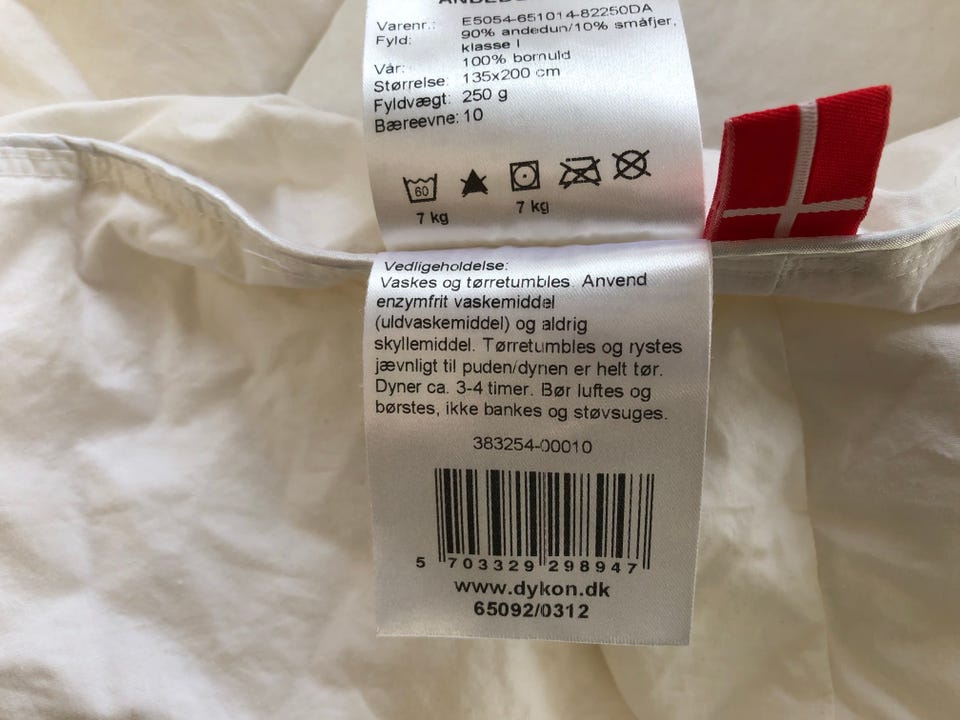 Varenr.: E5054-651014-82250DA
Fyld: 90% andedun/10% småfjer,
klasse I
Vår: 100% bomuld
Størrelse: 135x200 cm
Fyldvægt: 250 g
Bæreevne: 10
60
7 kg 7 kg
Vedligeholdelse:
Vaskes og tørretumbles. Anvend
enzymfrit vaskemiddel
(uldvaskemiddel) og aldrig
skyllemiddel. Tørretumbles og rystes
jævnligt til puden/dynen er helt tør.
Dyner ca. 3-4 timer. Bør luftes og
børstes, ikke bankes og støvsuges.
383254-00010
5 703329 298947
www.dykon.dk
65092/0312